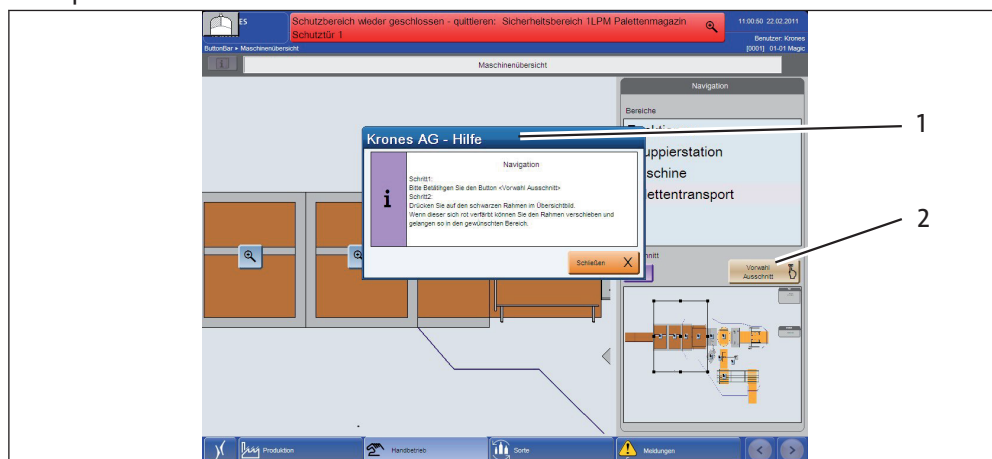 ES
Schutzbereich wieder geschlossen - quittieren: Sicherheitsbereich 1LPM Palettenmagazin
Schutztür 1
11:00:50 22.02.2011
Benutzer: Krones
[0001] 01-01 Magic
ButtonBar ▸ Maschinenübersicht
Maschinenübersicht
Navigation
Bereiche
uppierstation
schine
ettentransport
Krones AG - Hilfe
Navigation
Schritt1:
Bitte Betätihgen Sie den Button <Vorwahl Ausschnitt>
Schritt2:
Drücken Sie auf den schwarzen Rahmen im Übersichtbild.
Wenn dieser sich rot verfärbt können Sie den Rahmen verschieben und
gelangen so in den gewünschten Bereich.
i
Schließen X
hnitt
Vorwahl
Ausschnitt
1
2
Produktion
Handbetrieb
Sorte
Meldungen